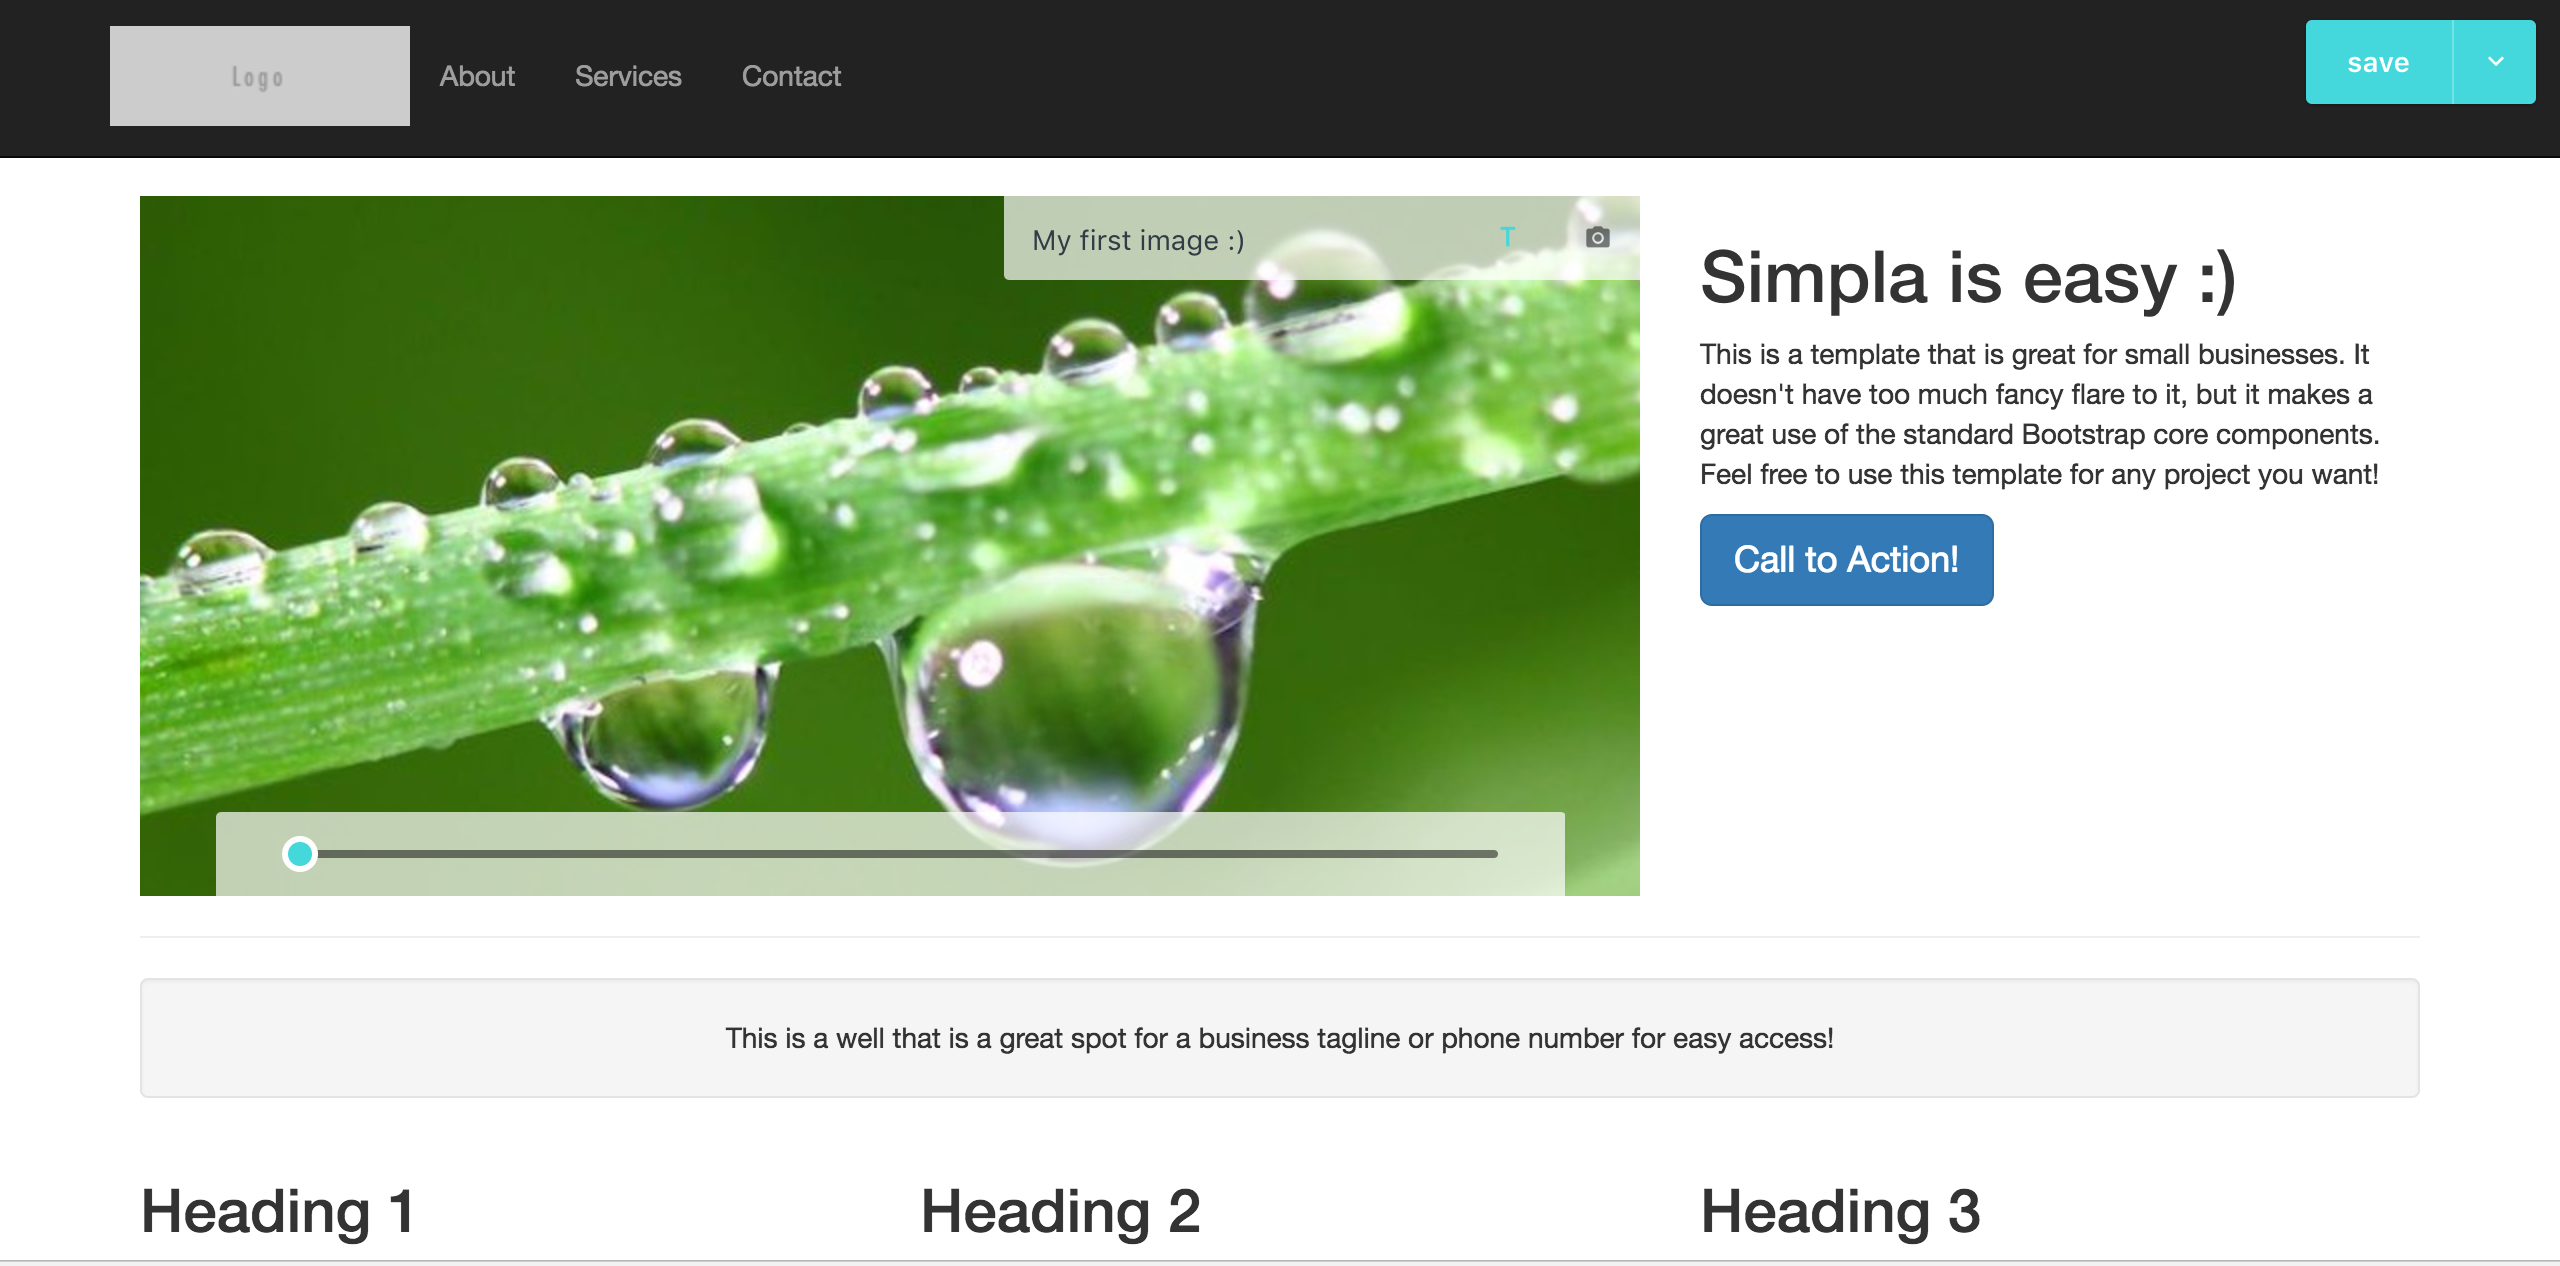 Logo
About
Services
Contact
save
My first image :)
T
Simpla is easy :)
This is a template that is great for small businesses. It
doesn't have too much fancy flare to it, but it makes a
great use of the standard Bootstrap core components.
Feel free to use this template for any project you want!
Call to Action!
This is a well that is a great spot for a business tagline or phone number for easy access!
Heading 1
Heading 2
Heading 3